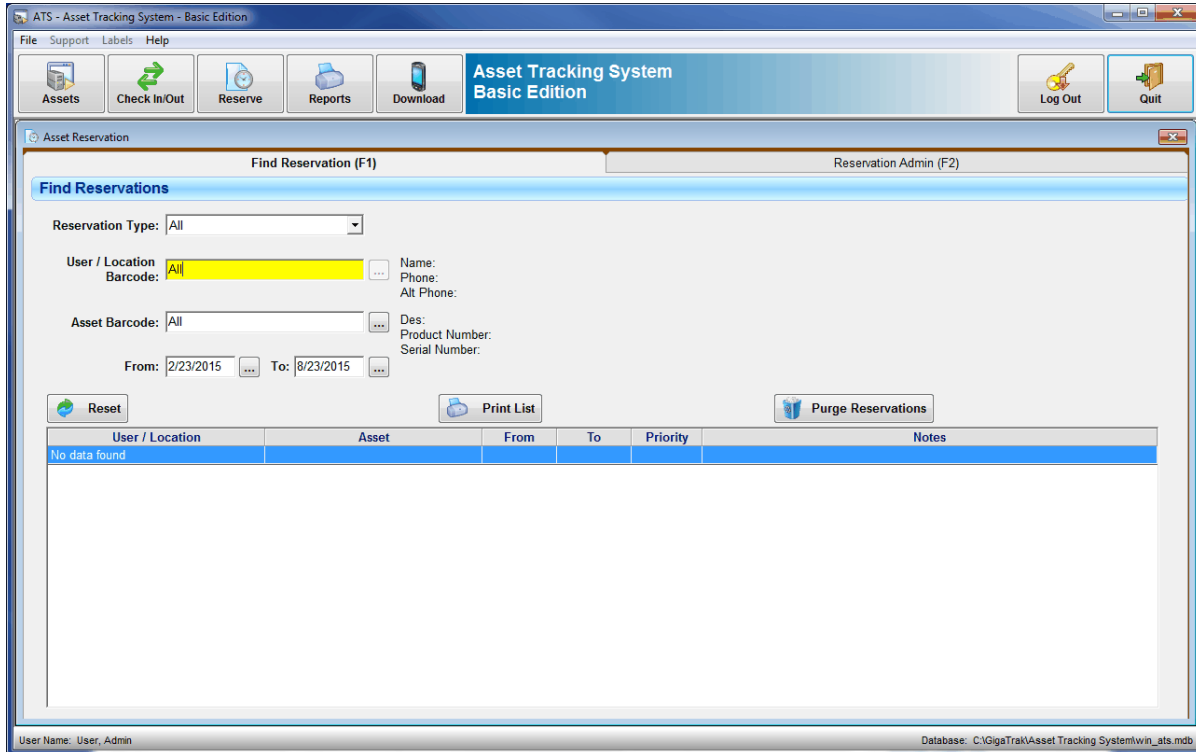 ATS - Asset Tracking System - Basic Edition
File Support Labels Help
Assets Check In/Out Reserve Reports Download
Asset Tracking System
Basic Edition
Log Out Quit
Asset Reservation
Find Reservation (F1) Reservation Admin (F2)
Find Reservations
Reservation Type: All
User / Location
Barcode: All ...
Name:
Phone:
Alt Phone:
Asset Barcode: All ...
Des:
Product Number:
Serial Number:
From: 2/23/2015 ... To: 8/23/2015 ...
Reset Print List Purge Reservations
User / Location Asset From To Priority Notes
No data found
User Name: User, Admin Database: C:\GigaTrak\Asset Tracking System\win_ats.mdb